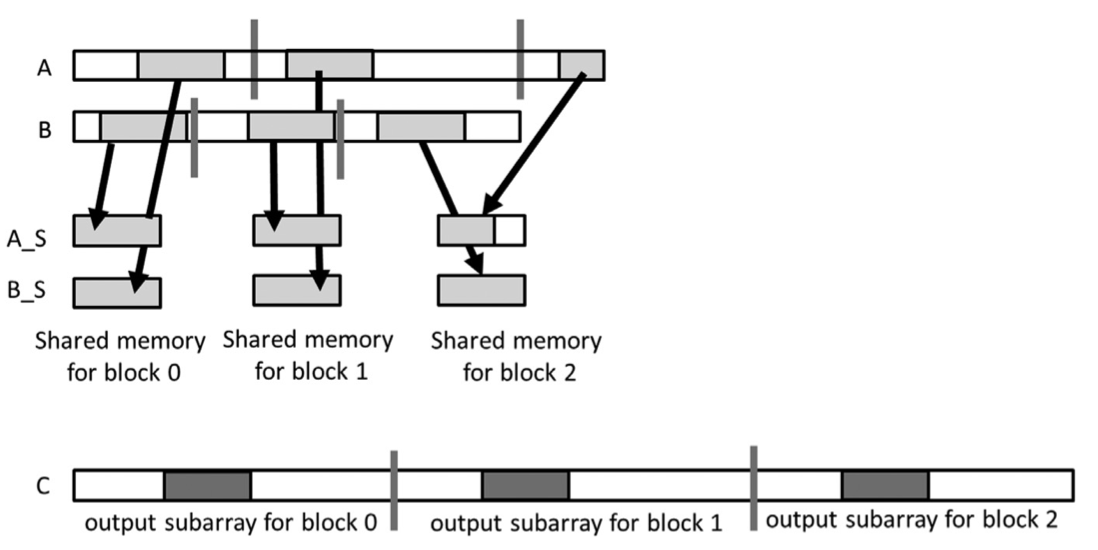 A
B
A_S
B_S
Shared memory
for block 0
Shared memory
for block 1
Shared memory
for block 2
C
output subarray for block 0
output subarray for block 1
output subarray for block 2